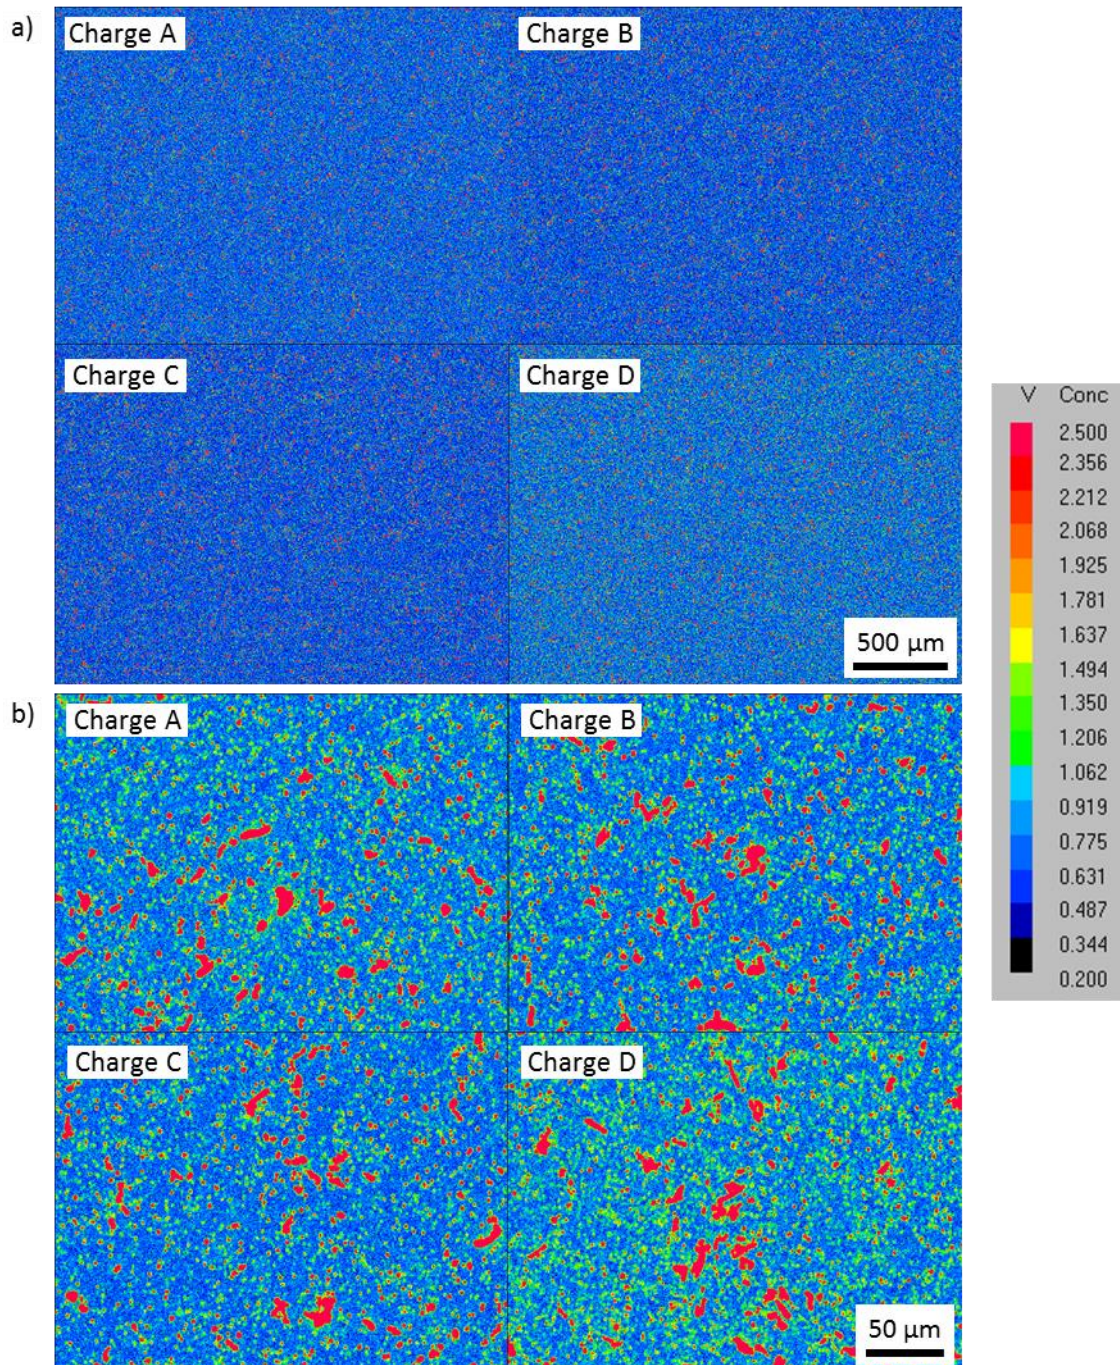 a)
Charge A
Charge B
Charge C
Charge D
500 µm
b)
Charge A
Charge B
Charge C
Charge D
50 µm
V Conc
2.500
2.356
2.212
2.068
1.925
1.781
1.637
1.494
1.350
1.206
1.062
0.919
0.775
0.631
0.487
0.344
0.200